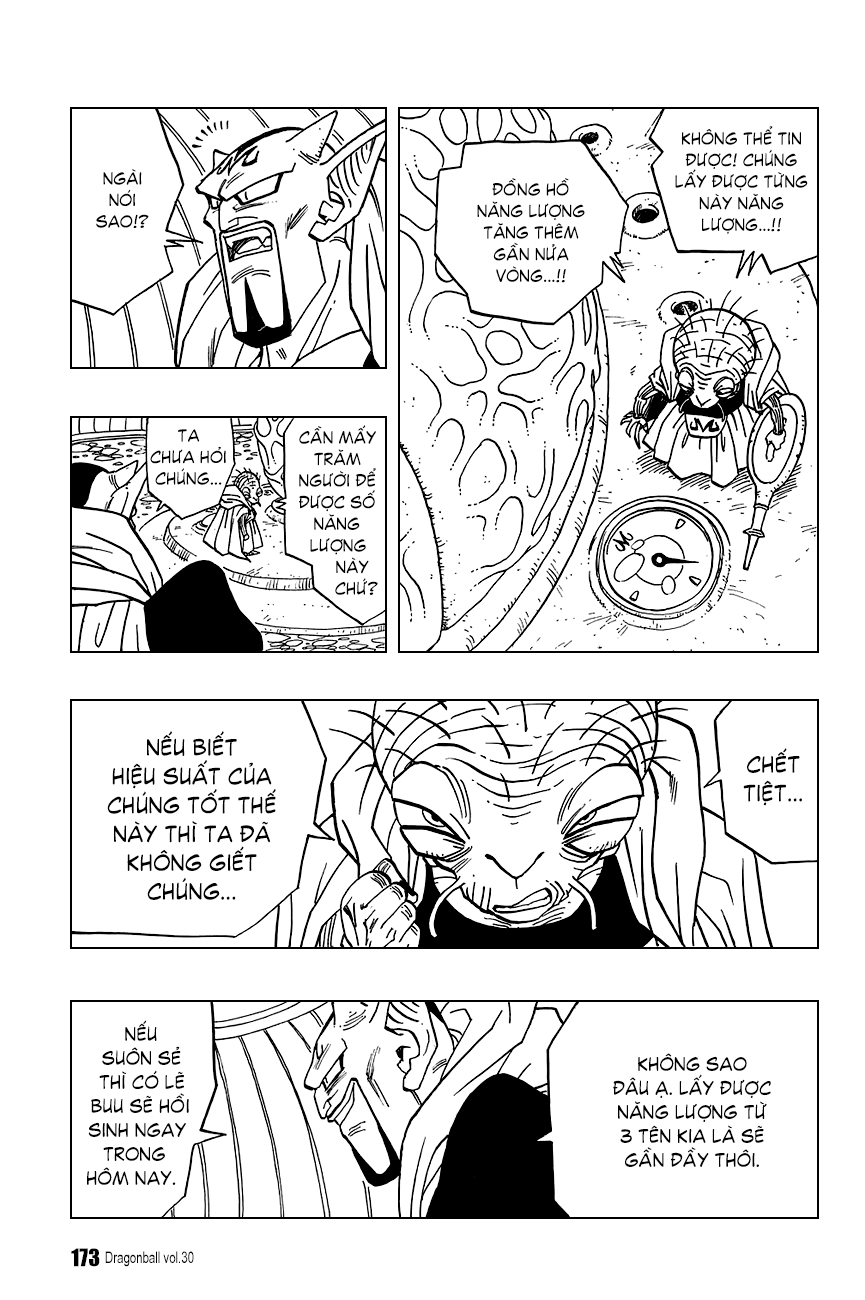 KHÔNG THỂ TIN
ĐƯỢC! CHÚNG
LẤY ĐƯỢC TỪNG
NÀY NĂNG
LƯỢNG...!!
ĐỒNG HỒ
NĂNG LƯỢNG
TĂNG THÊM
GẦN NỬA
VÒNG...!!
NGÀI
NÓI
SAO!?
CẦN MẤY
TRĂM
NGƯỜI ĐỂ
ĐƯỢC SỐ
NĂNG
LƯỢNG
NÀY
CHỨ?
TA
CHƯA HỎI
CHÚNG...
CHẾT
TIỆT...
NẾU BIẾT
HIỆU SUẤT CỦA
CHÚNG TỐT THẾ
NÀY THÌ TA ĐÃ
KHÔNG GIẾT
CHÚNG...
KHÔNG SAO
ĐÂU Ạ. LẤY ĐƯỢC
NĂNG LƯỢNG TỪ
3 TÊN KIA LÀ SẼ
GẦN ĐẦY THÔI.
NẾU
SUÔN SẺ
THÌ CÓ LẼ
BUU SẼ HỒI
SINH NGAY
TRONG
HÔM NAY.
173 Dragonball vol.30